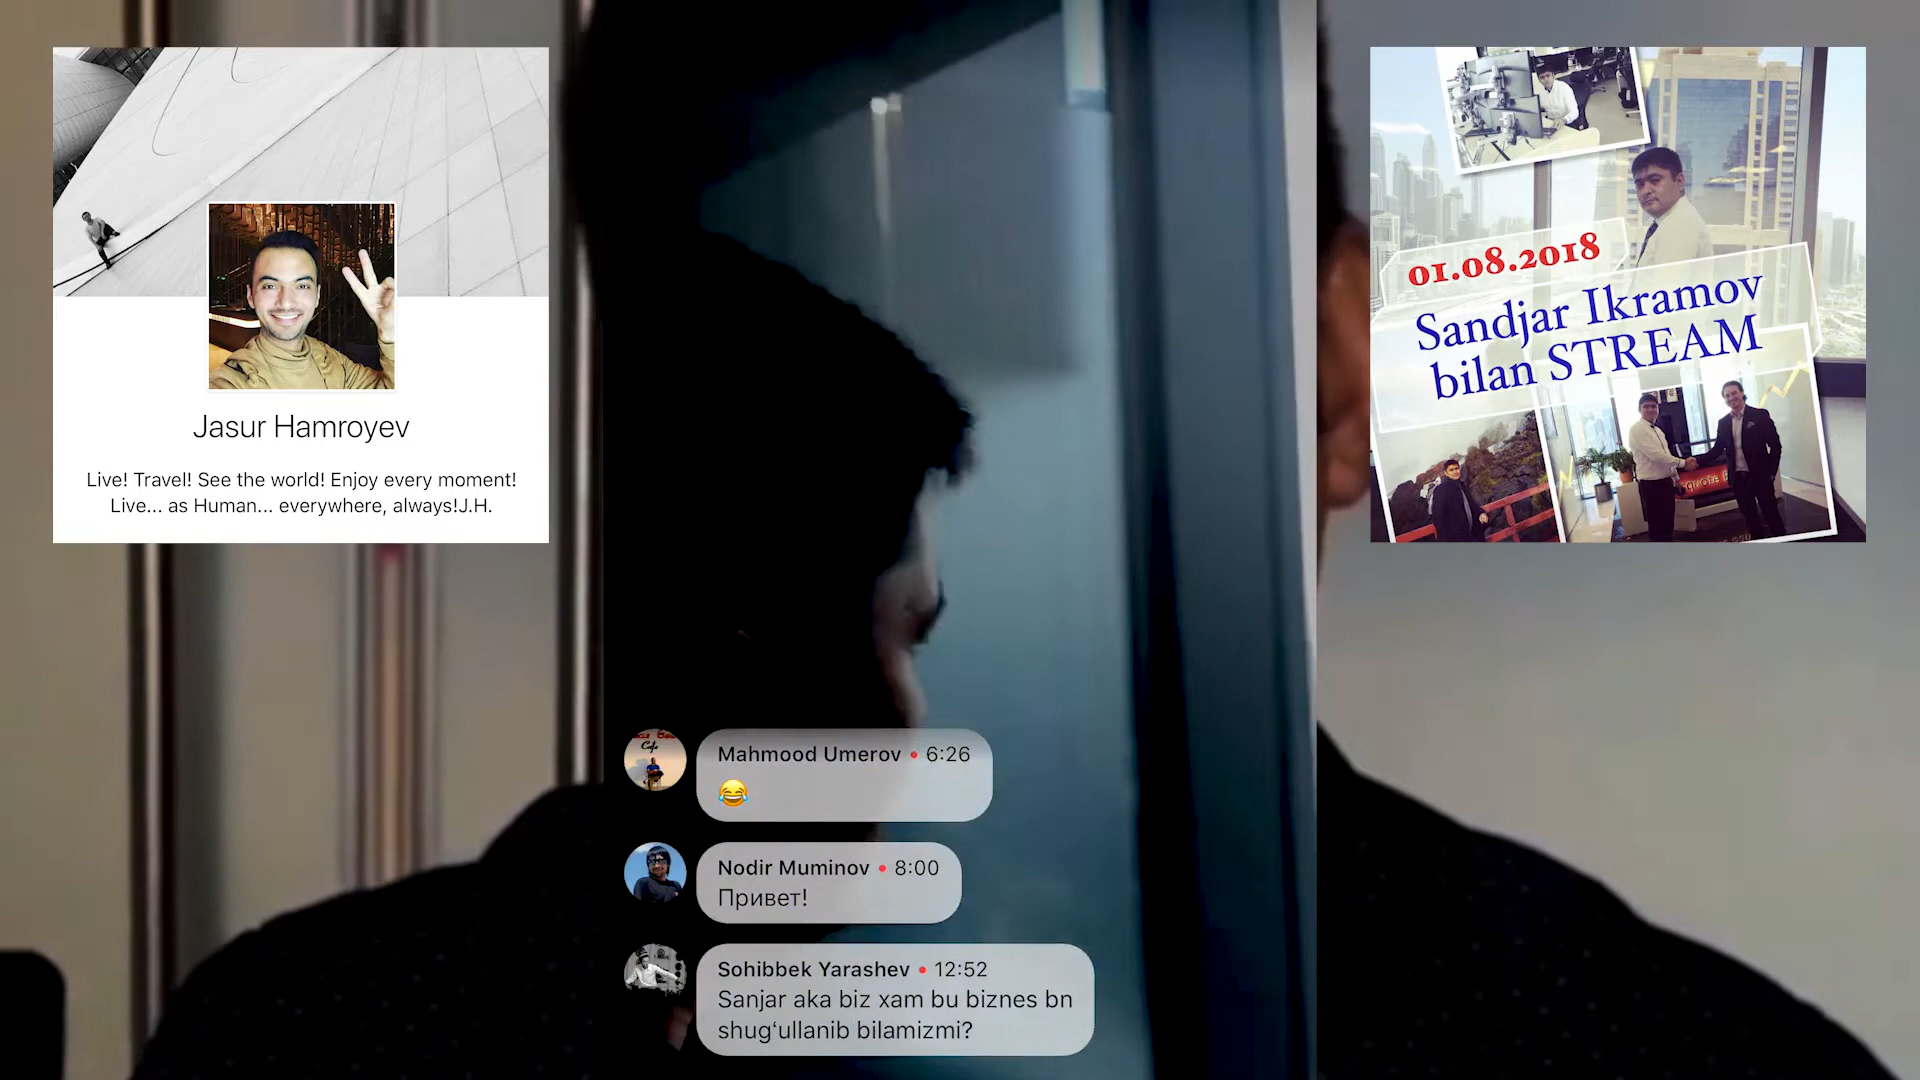 Jasur Hamroyev
Live! Travel! See the world! Enjoy every moment!
Live... as Human... everywhere, always!J.H.
01.08.2018
Sandjar Ikramov
bilan STREAM
Mahmood Umerov • 6:26
😂
Nodir Muminov • 8:00
Привет!
Sohibbek Yarashev • 12:52
Sanjar aka biz xam bu biznes bn
shug‘ullanib bilamizmi?